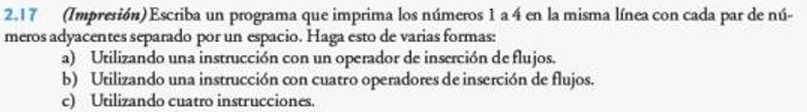 2.17 (Impresión) Escriba un programa que imprima los números 1 a 4 en la misma línea con cada par de nú-
meros adyacentes separado por un espacio. Haga esto de varias formas:
a) Utilizando una instrucción con un operador de inserción de flujos.
b) Utilizando una instrucción con cuatro operadores de inserción de flujos.
c) Utilizando cuatro instrucciones.